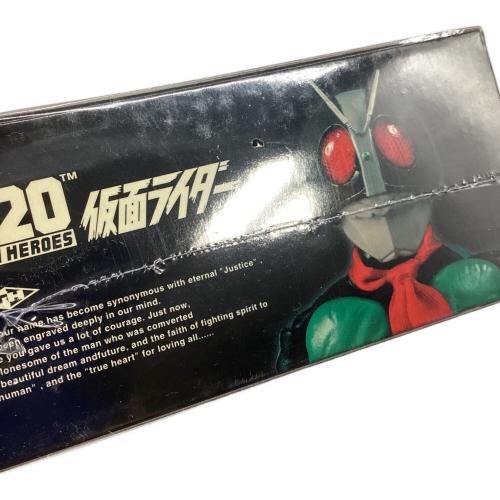 20™
HEROES
仮面ライダー
our name has become synonymous with eternal "Justice"
engraved deeply in our mind.
you gave us a lot of courage. Just now,
lonesome of the man who was comverted
beautiful dream andfuture, and the faith of fighting spirit to
human", and the "true heart" for loving all......